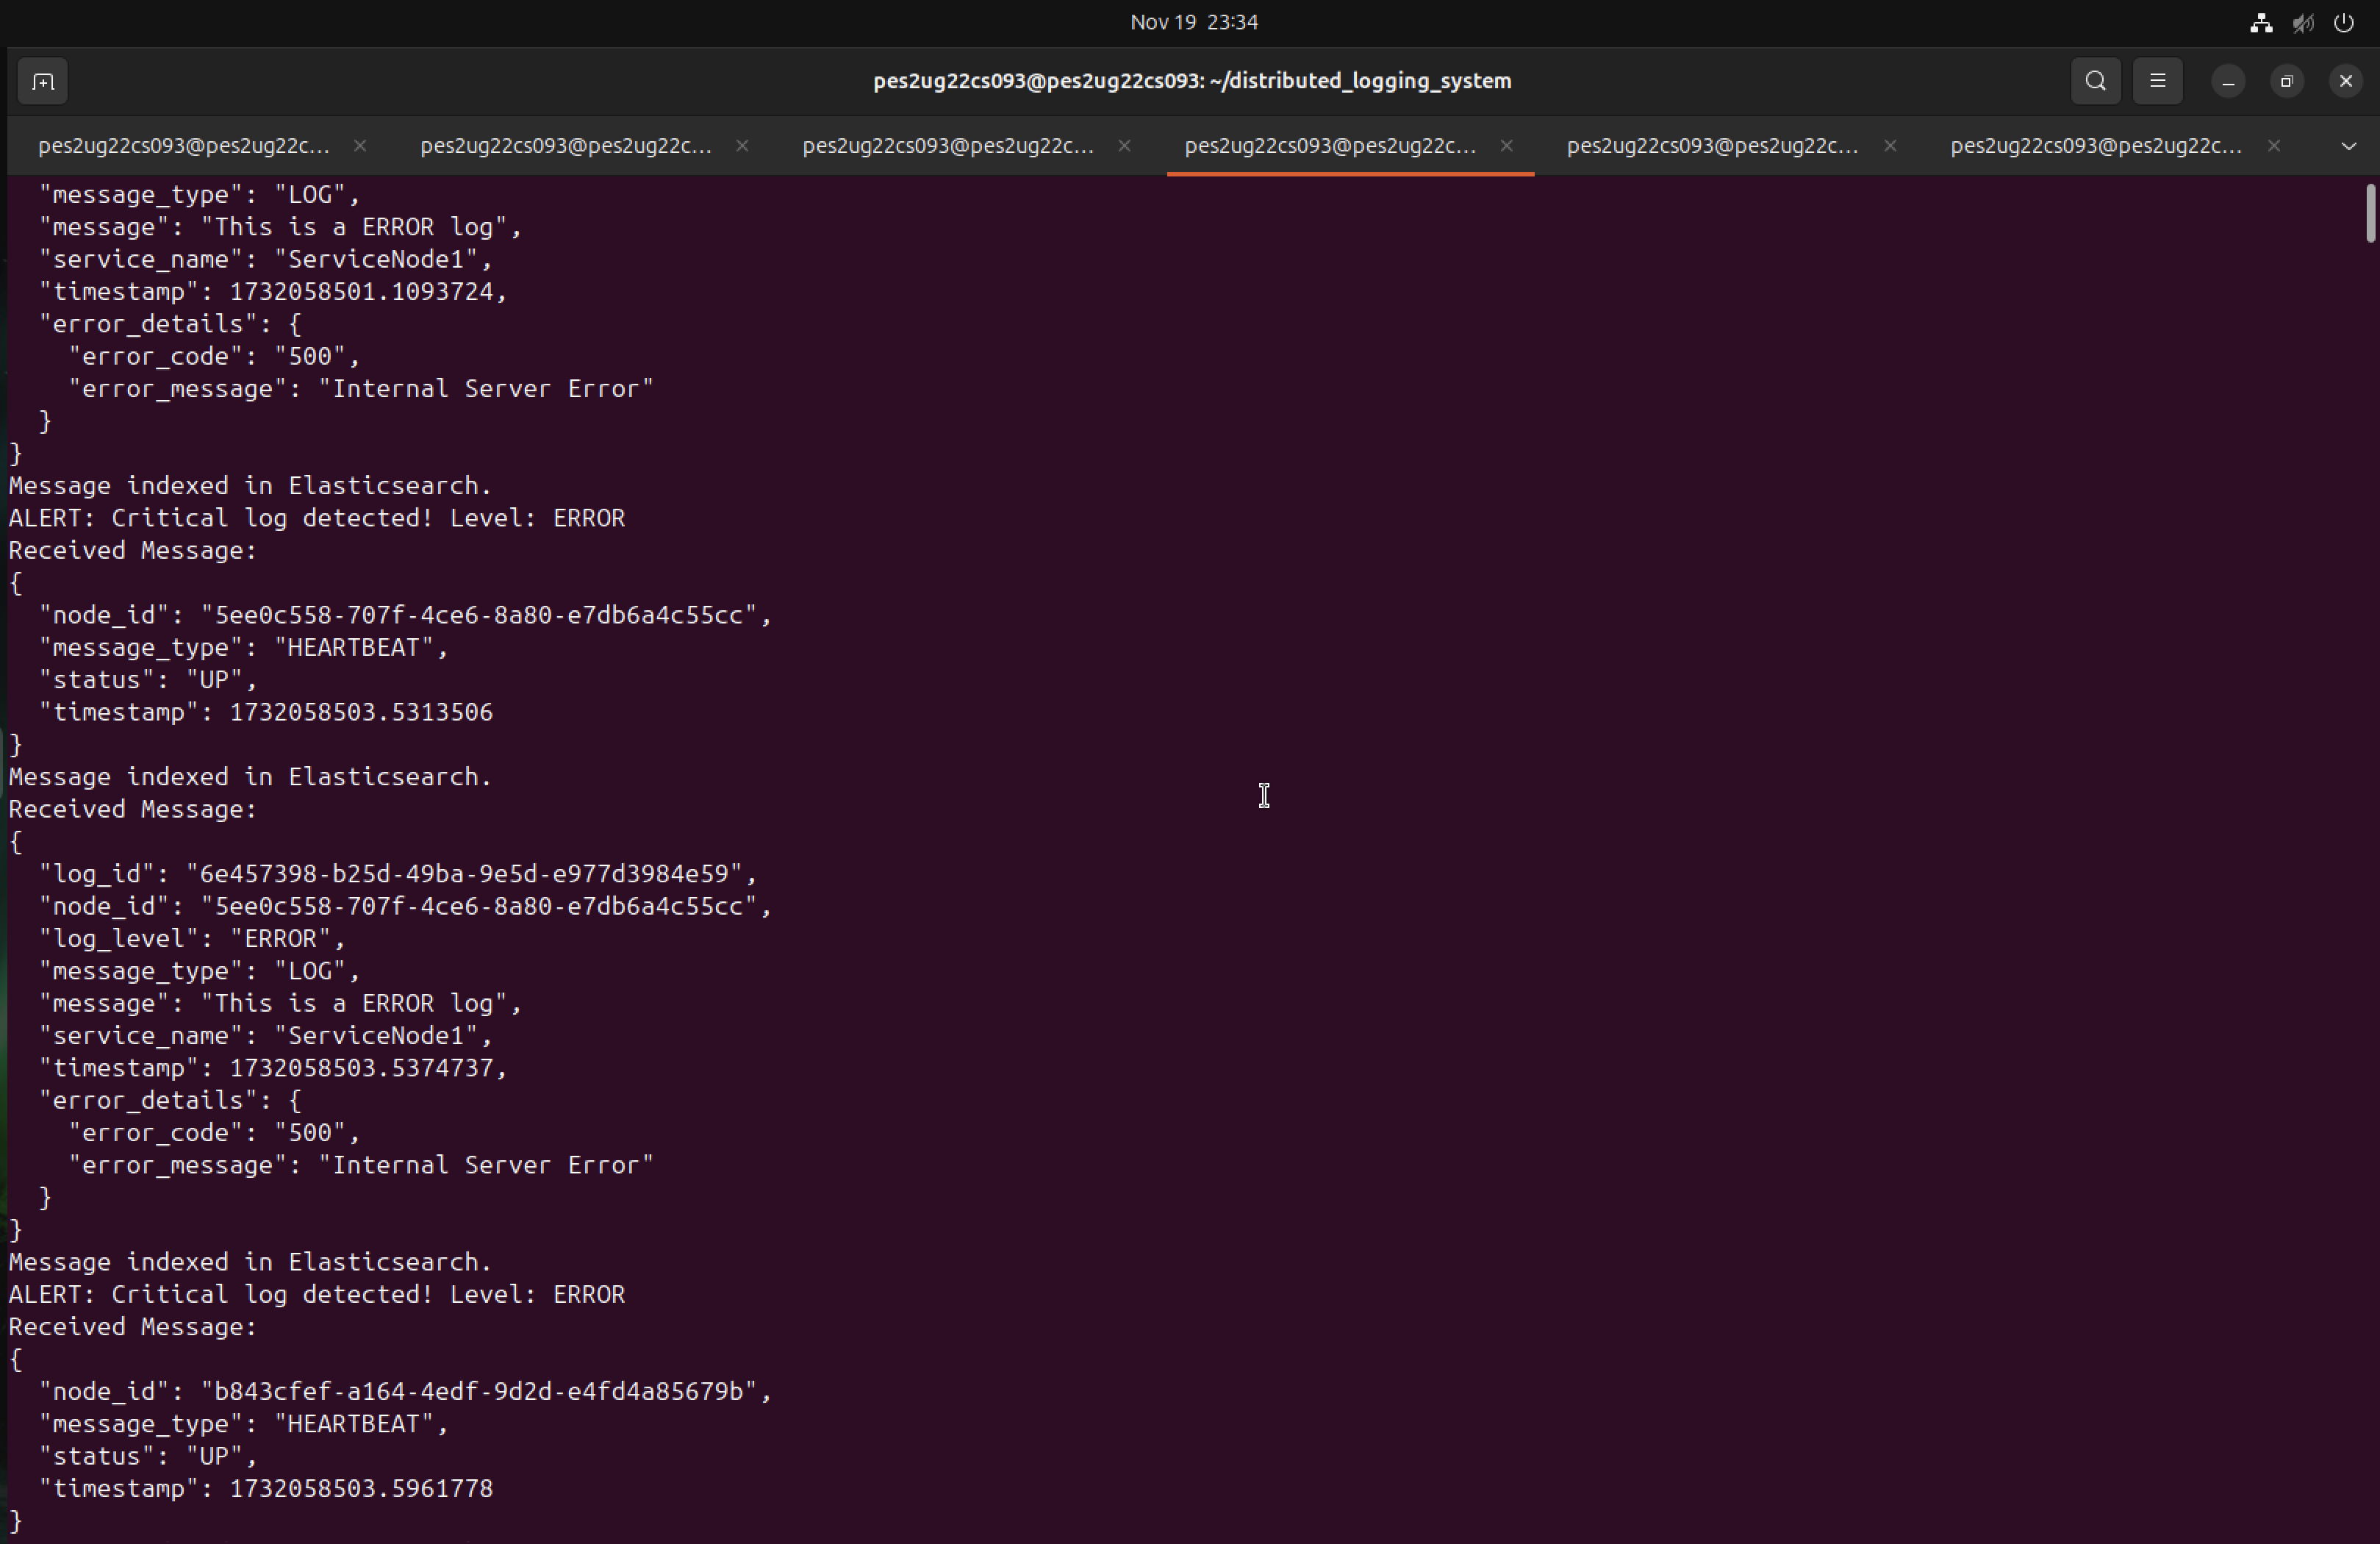 Nov 19 23:34
pes2ug22cs093@pes2ug22cs093: ~/distributed_logging_system
pes2ug22cs093@pes2ug22c... pes2ug22cs093@pes2ug22c... pes2ug22cs093@pes2ug22c... pes2ug22cs093@pes2ug22c... pes2ug22cs093@pes2ug22c... pes2ug22cs093@pes2ug22c...
  "message_type": "LOG",
  "message": "This is a ERROR log",
  "service_name": "ServiceNode1",
  "timestamp": 1732058501.1093724,
  "error_details": {
    "error_code": "500",
    "error_message": "Internal Server Error"
  }
}
Message indexed in Elasticsearch.
ALERT: Critical log detected! Level: ERROR
Received Message:
{
  "node_id": "5ee0c558-707f-4ce6-8a80-e7db6a4c55cc",
  "message_type": "HEARTBEAT",
  "status": "UP",
  "timestamp": 1732058503.5313506
}
Message indexed in Elasticsearch.
Received Message:
{
  "log_id": "6e457398-b25d-49ba-9e5d-e977d3984e59",
  "node_id": "5ee0c558-707f-4ce6-8a80-e7db6a4c55cc",
  "log_level": "ERROR",
  "message_type": "LOG",
  "message": "This is a ERROR log",
  "service_name": "ServiceNode1",
  "timestamp": 1732058503.5374737,
  "error_details": {
    "error_code": "500",
    "error_message": "Internal Server Error"
  }
}
Message indexed in Elasticsearch.
ALERT: Critical log detected! Level: ERROR
Received Message:
{
  "node_id": "b843cfef-a164-4edf-9d2d-e4fd4a85679b",
  "message_type": "HEARTBEAT",
  "status": "UP",
  "timestamp": 1732058503.5961778
}